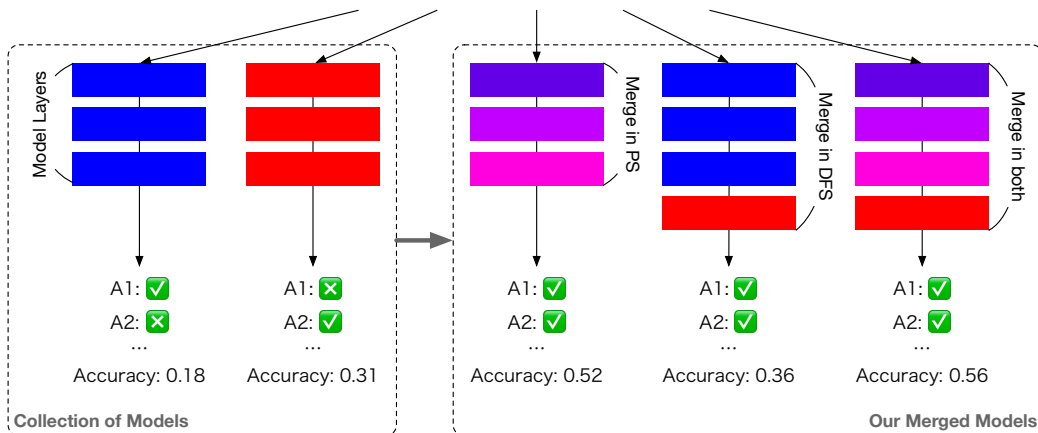 Model Layers
Merge in PS
Merge in DFS
Merge in both
A1: ✅ A1: ❎ A1: ✅ A1: ✅ A1: ✅
A2: ❎ A2: ✅ A2: ✅ A2: ✅ A2: ✅
... ... ... ... ...
Accuracy: 0.18 Accuracy: 0.31 Accuracy: 0.52 Accuracy: 0.36 Accuracy: 0.56
Collection of Models
Our Merged Models